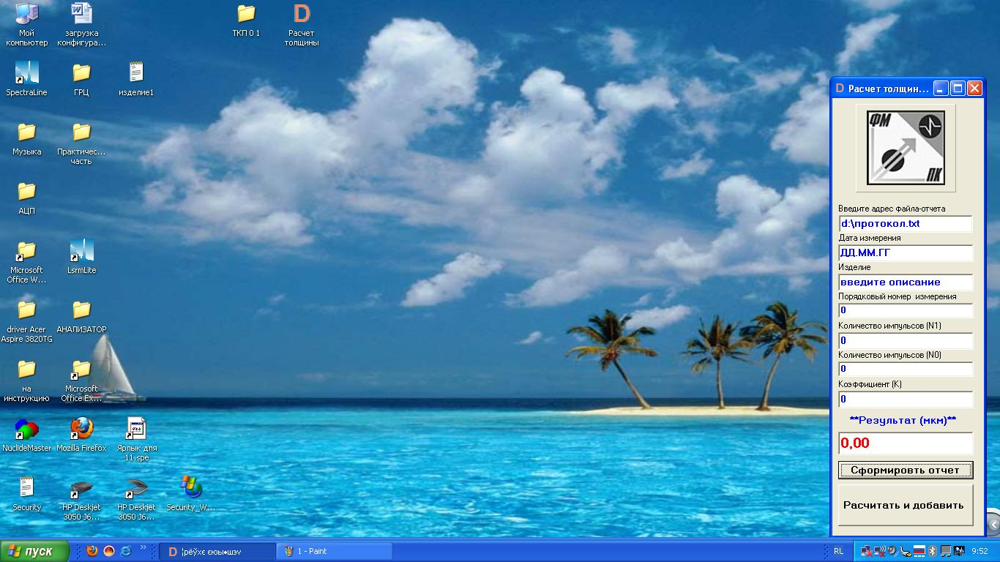 Мой
компьютер
загрузка
конфигура...
ТКП 0 1
Расчет
толщины
SpectraLine
ГРЦ
изделие1
Музыка
Практичес...
часть
АЦП
Microsoft
Office W...
LsrmLite
driver Acer
Aspire 3820TG
АНАЛИЗАТОР
на
инструкцию
Microsoft
Office Ex...
NuclideMaster
Mozilla Firefox
Ярлык для
11.spe
Security
HP Deskjet
3050 J6...
HP Deskjet
3050 J6...
Security_W...
D Расчет толщин...
ФМ
ПК
Введите адрес файла-отчета
d:\протокол.txt
Дата измерения
ДД.ММ.ГГ
Изделие
введите описание
Порядковый номер измерения
0
Количество импульсов (N1)
0
Количество импульсов (N0)
0
Коэффициент (К)
0
**Результат (мкм)**
0,00
Сформировть отчет
Расчитать и добавить
пуск
D ¦рёўхє єюы•шэv
1 - Paint
RL
9:52